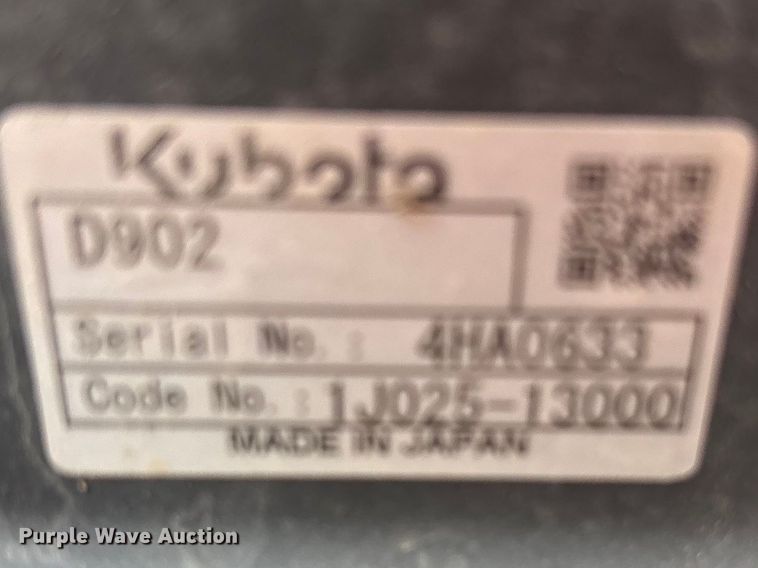 Kubota
D902
Serial No. : 4HA0633
Code No. : 1J025-13000
MADE IN JAPAN
Purple Wave Auction